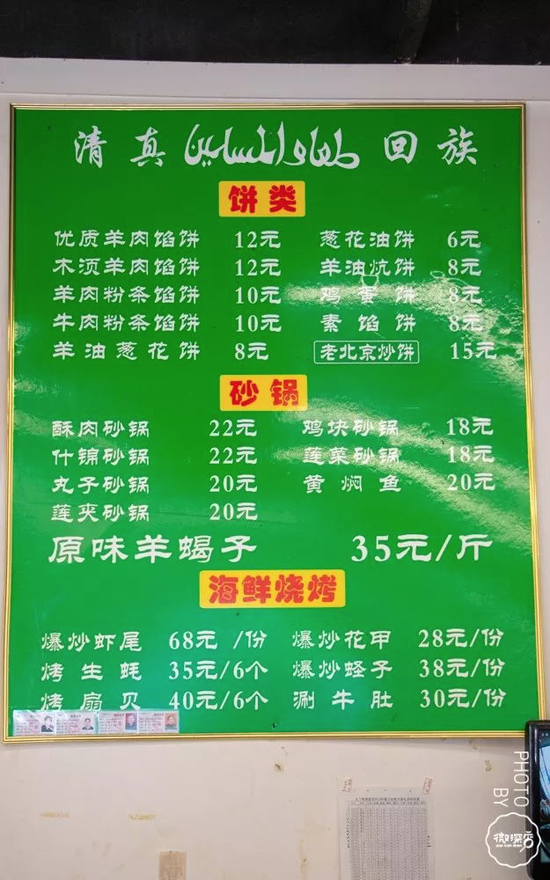 清真 طعام المسلمين 回族
饼类
优质羊肉馅饼 12元 葱花油饼 6元
木须羊肉馅饼 12元 羊油炕饼 8元
羊肉粉条馅饼 10元 鸡蛋饼 8元
牛肉粉条馅饼 10元 素馅饼 8元
羊油葱花饼 8元 老北京炒饼 15元
砂锅
酥肉砂锅 22元 鸡块砂锅 18元
什锦砂锅 22元 莲菜砂锅 18元
丸子砂锅 20元 黄焖鱼 20元
莲夹砂锅 20元
原味羊蝎子 35元/斤
海鲜烧烤
爆炒虾尾 68元 /份 爆炒花甲 28元/份
烤生蚝 35元/6个 爆炒蛏子 38元/份
烤扇贝 40元/6个 涮牛肚 30元/份
PHOTO BY